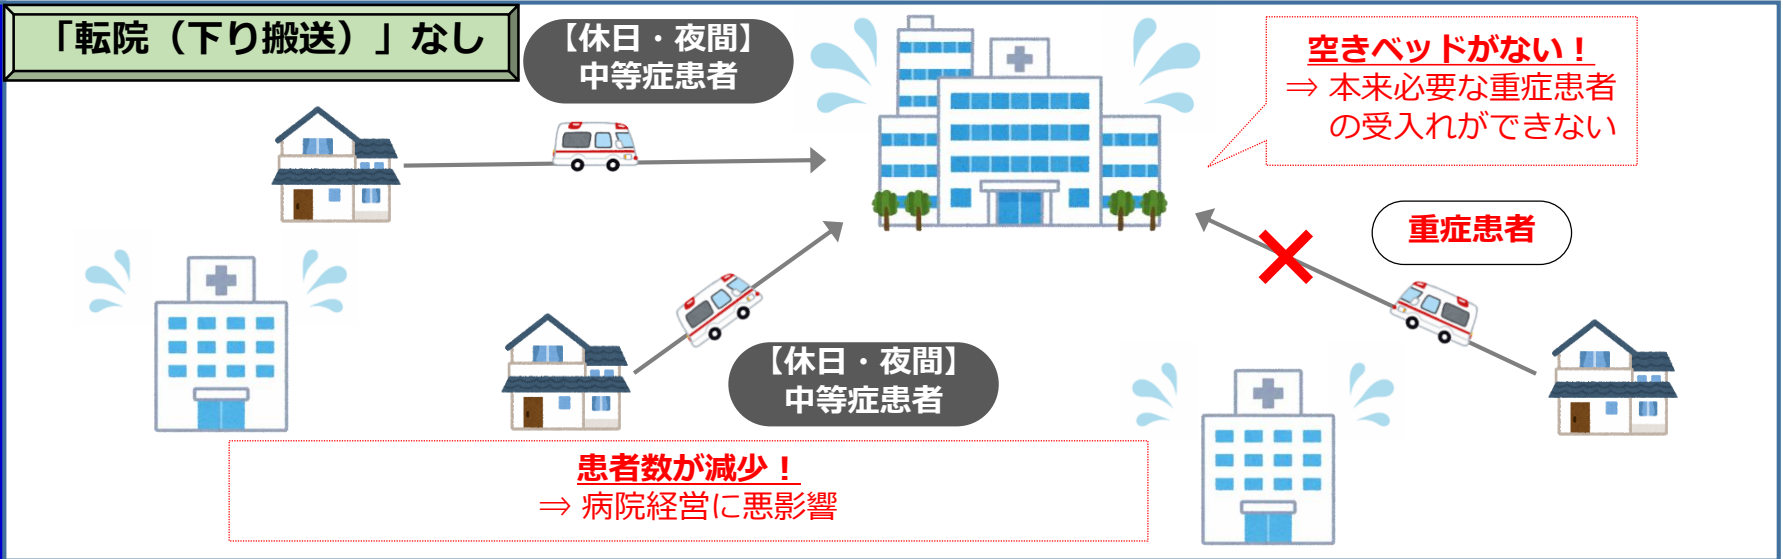 「転院（下り搬送）」なし
【休日・夜間】
中等症患者
空きベッドがない！
⇒ 本来必要な重症患者
の受入れができない
重症患者
【休日・夜間】
中等症患者
患者数が減少！
⇒ 病院経営に悪影響